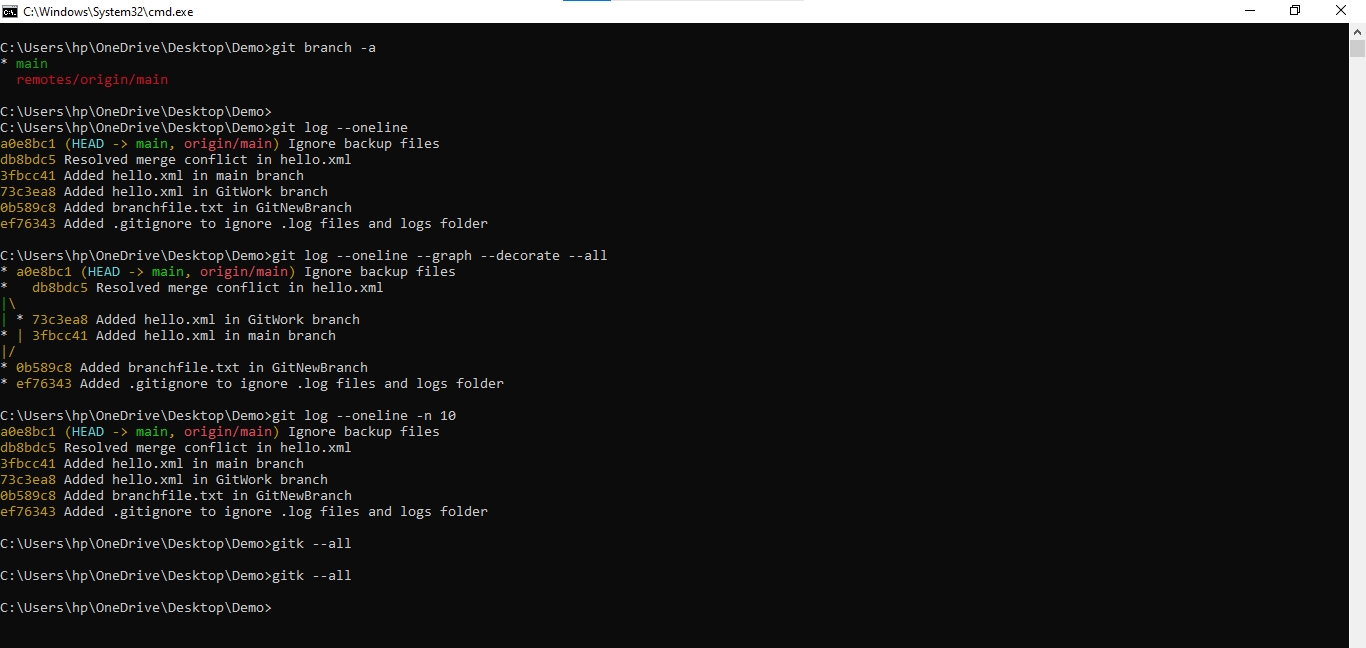 C:\Windows\System32\cmd.exe
C:\Users\hp\OneDrive\Desktop\Demo>git branch -a
* main
  remotes/origin/main
C:\Users\hp\OneDrive\Desktop\Demo>
C:\Users\hp\OneDrive\Desktop\Demo>git log --oneline
a0e8bc1 (HEAD -> main, origin/main) Ignore backup files
db8bdc5 Resolved merge conflict in hello.xml
3fbcc41 Added hello.xml in main branch
73c3ea8 Added hello.xml in GitWork branch
0b589c8 Added branchfile.txt in GitNewBranch
ef76343 Added .gitignore to ignore .log files and logs folder
C:\Users\hp\OneDrive\Desktop\Demo>git log --oneline --graph --decorate --all
* a0e8bc1 (HEAD -> main, origin/main) Ignore backup files
*   db8bdc5 Resolved merge conflict in hello.xml
|\
| * 73c3ea8 Added hello.xml in GitWork branch
* | 3fbcc41 Added hello.xml in main branch
|/
* 0b589c8 Added branchfile.txt in GitNewBranch
* ef76343 Added .gitignore to ignore .log files and logs folder
C:\Users\hp\OneDrive\Desktop\Demo>git log --oneline -n 10
a0e8bc1 (HEAD -> main, origin/main) Ignore backup files
db8bdc5 Resolved merge conflict in hello.xml
3fbcc41 Added hello.xml in main branch
73c3ea8 Added hello.xml in GitWork branch
0b589c8 Added branchfile.txt in GitNewBranch
ef76343 Added .gitignore to ignore .log files and logs folder
C:\Users\hp\OneDrive\Desktop\Demo>gitk --all
C:\Users\hp\OneDrive\Desktop\Demo>gitk --all
C:\Users\hp\OneDrive\Desktop\Demo>